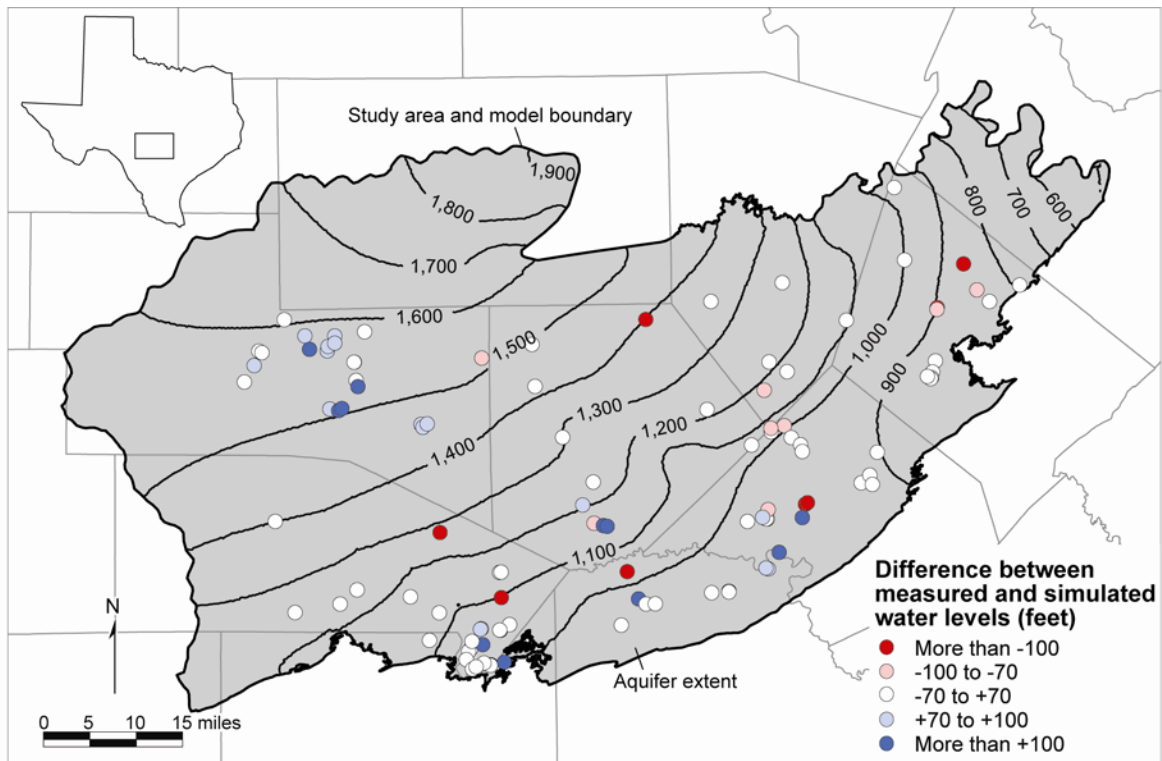 Study area and model boundary
1,900
1,800
1,700
1,600
1,500
1,400
1,300
1,200
1,100
1,000
900
800
700
600
N
0 5 10 15 miles
Aquifer extent
Difference between
measured and simulated
water levels (feet)
More than -100
-100 to -70
-70 to +70
+70 to +100
More than +100